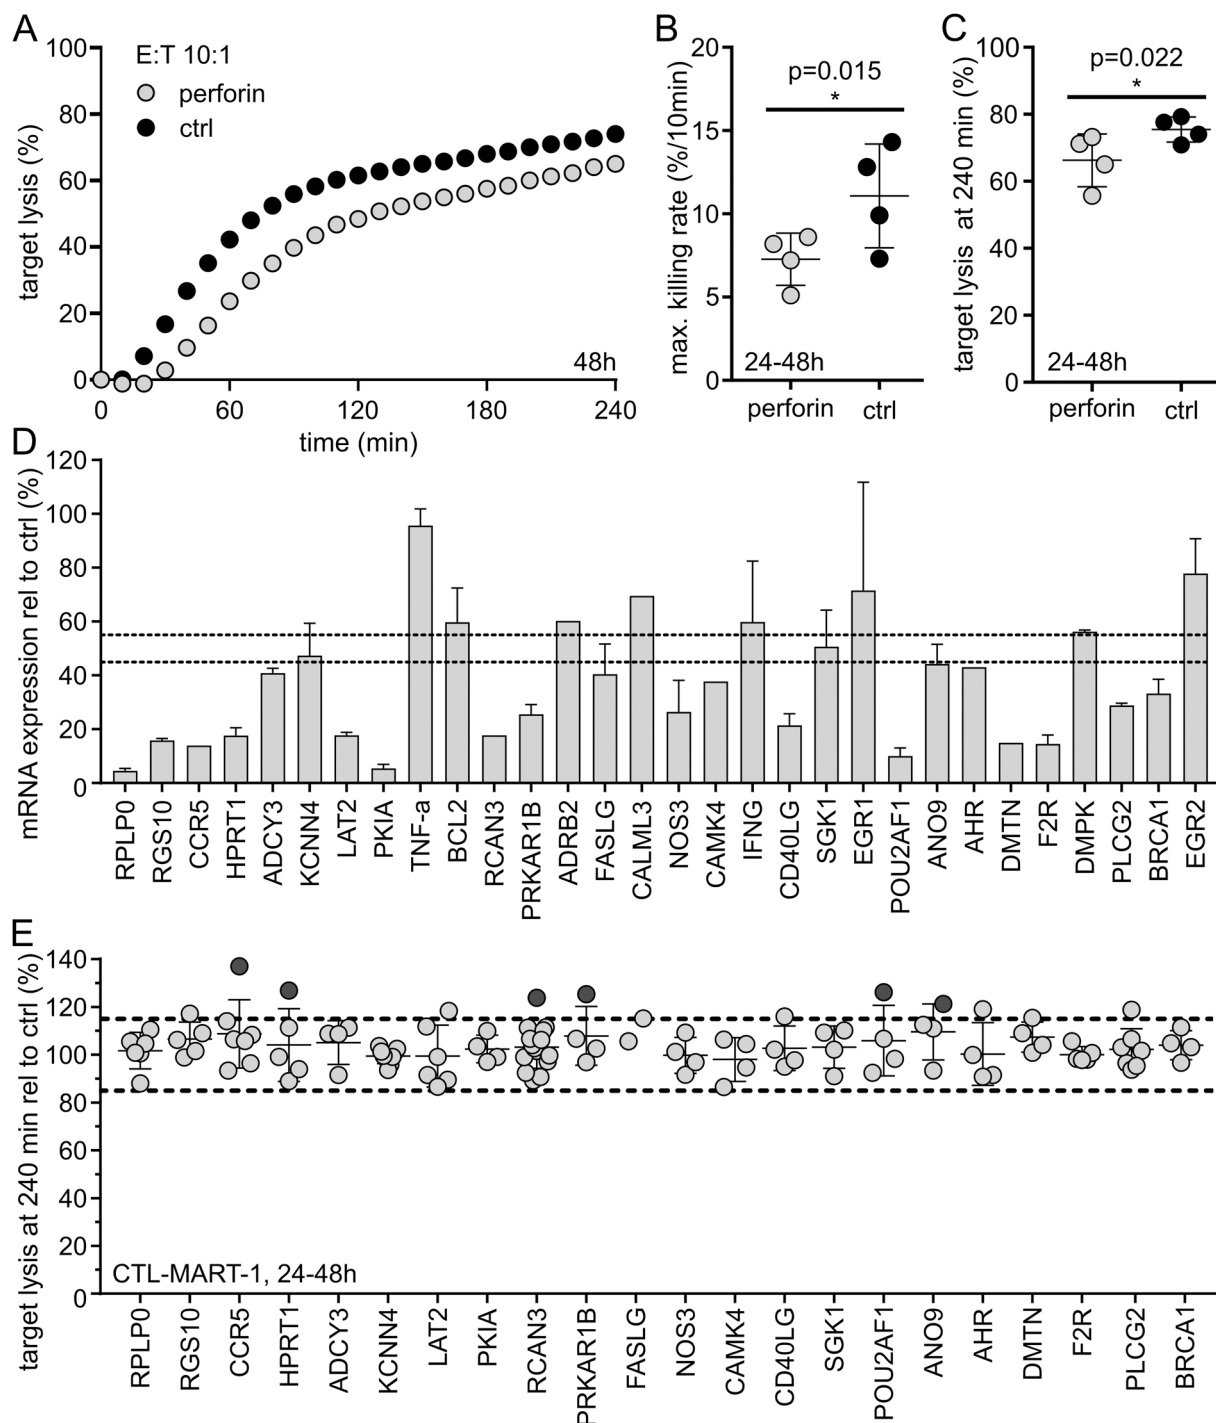 A
E:T 10:1
perforin
ctrl
target lysis (%)
100
80
60
40
20
0
48h
0 60 120 180 240
time (min)
B
max. killing rate (%/10min)
20
15
10
5
0
p=0.015
*
24-48h
perforin ctrl
C
target lysis at 240 min (%)
100
80
60
40
20
0
p=0.022
*
24-48h
perforin ctrl
D
mRNA expression rel to ctrl (%)
120
100
80
60
40
20
0
RPLP0
RGS10
CCR5
HPRT1
ADCY3
KCNN4
LAT2
PKIA
TNF-a
BCL2
RCAN3
PRKAR1B
ADRB2
FASLG
CALML3
NOS3
CAMK4
IFNG
CD40LG
SGK1
EGR1
POU2AF1
ANO9
AHR
DMTN
F2R
DMPK
PLCG2
BRCA1
EGR2
E
target lysis at 240 min rel to ctrl (%)
140
120
100
80
60
40
20
0
CTL-MART-1, 24-48h
RPLP0
RGS10
CCR5
HPRT1
ADCY3
KCNN4
LAT2
PKIA
RCAN3
PRKAR1B
FASLG
NOS3
CAMK4
CD40LG
SGK1
POU2AF1
ANO9
AHR
DMTN
F2R
PLCG2
BRCA1